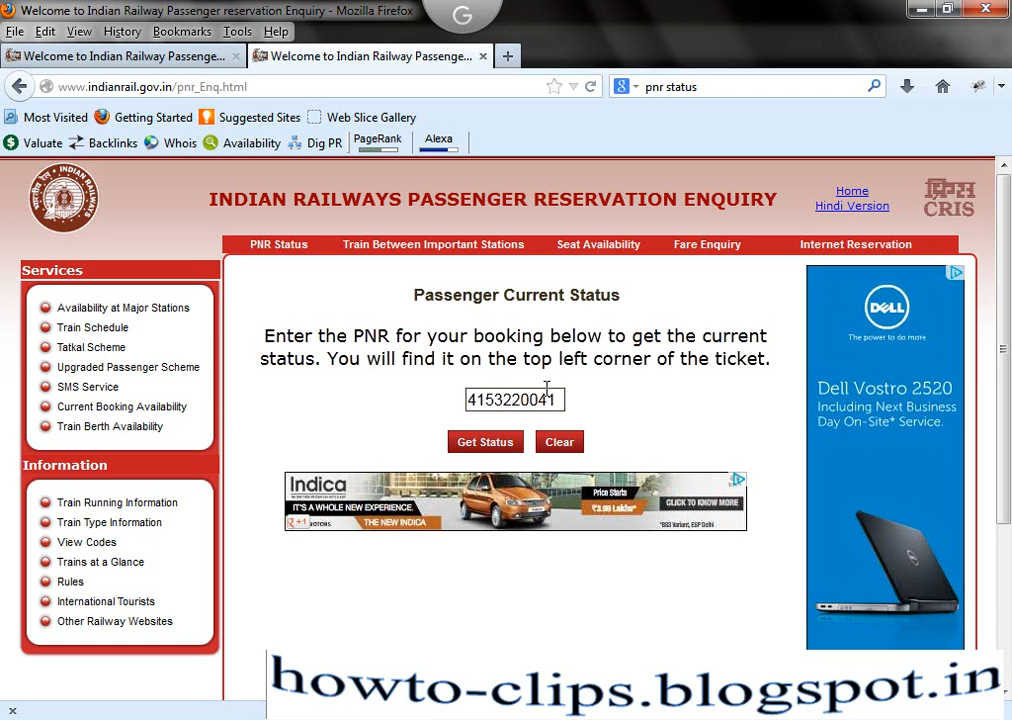 Welcome to Indian Railway Passenger reservation Enquiry - Mozilla Firefox
G
File Edit View History Bookmarks Tools Help
Welcome to Indian Railway Passenge... × Welcome to Indian Railway Passenge... × +
www.indianrail.gov.in/pnr_Enq.html
pnr status
Most Visited Getting Started Suggested Sites Web Slice Gallery
Valuate Backlinks Whois Availability Dig PR PageRank Alexa
INDIAN RAILWAYS
INDIAN RAILWAYS PASSENGER RESERVATION ENQUIRY
Home
Hindi Version
क्रिस
CRIS
PNR Status Train Between Important Stations Seat Availability Fare Enquiry Internet Reservation
Services
Availability at Major Stations
Train Schedule
Tatkal Scheme
Upgraded Passenger Scheme
SMS Service
Current Booking Availability
Train Berth Availability
Information
Train Running Information
Train Type Information
View Codes
Trains at a Glance
Rules
International Tourists
Other Railway Websites
Passenger Current Status
Enter the PNR for your booking below to get the current
status. You will find it on the top left corner of the ticket.
4153220041
Get Status Clear
Indica
IT'S A WHOLE NEW EXPERIENCE.
+1
THE NEW INDICA
Price Starts
₹3.99 Lakhs*
CLICK TO KNOW MORE
DELL
The power to do more
Dell Vostro 2520
Including Next Business
Day On-Site* Service.
howto-clips.blogspot.in